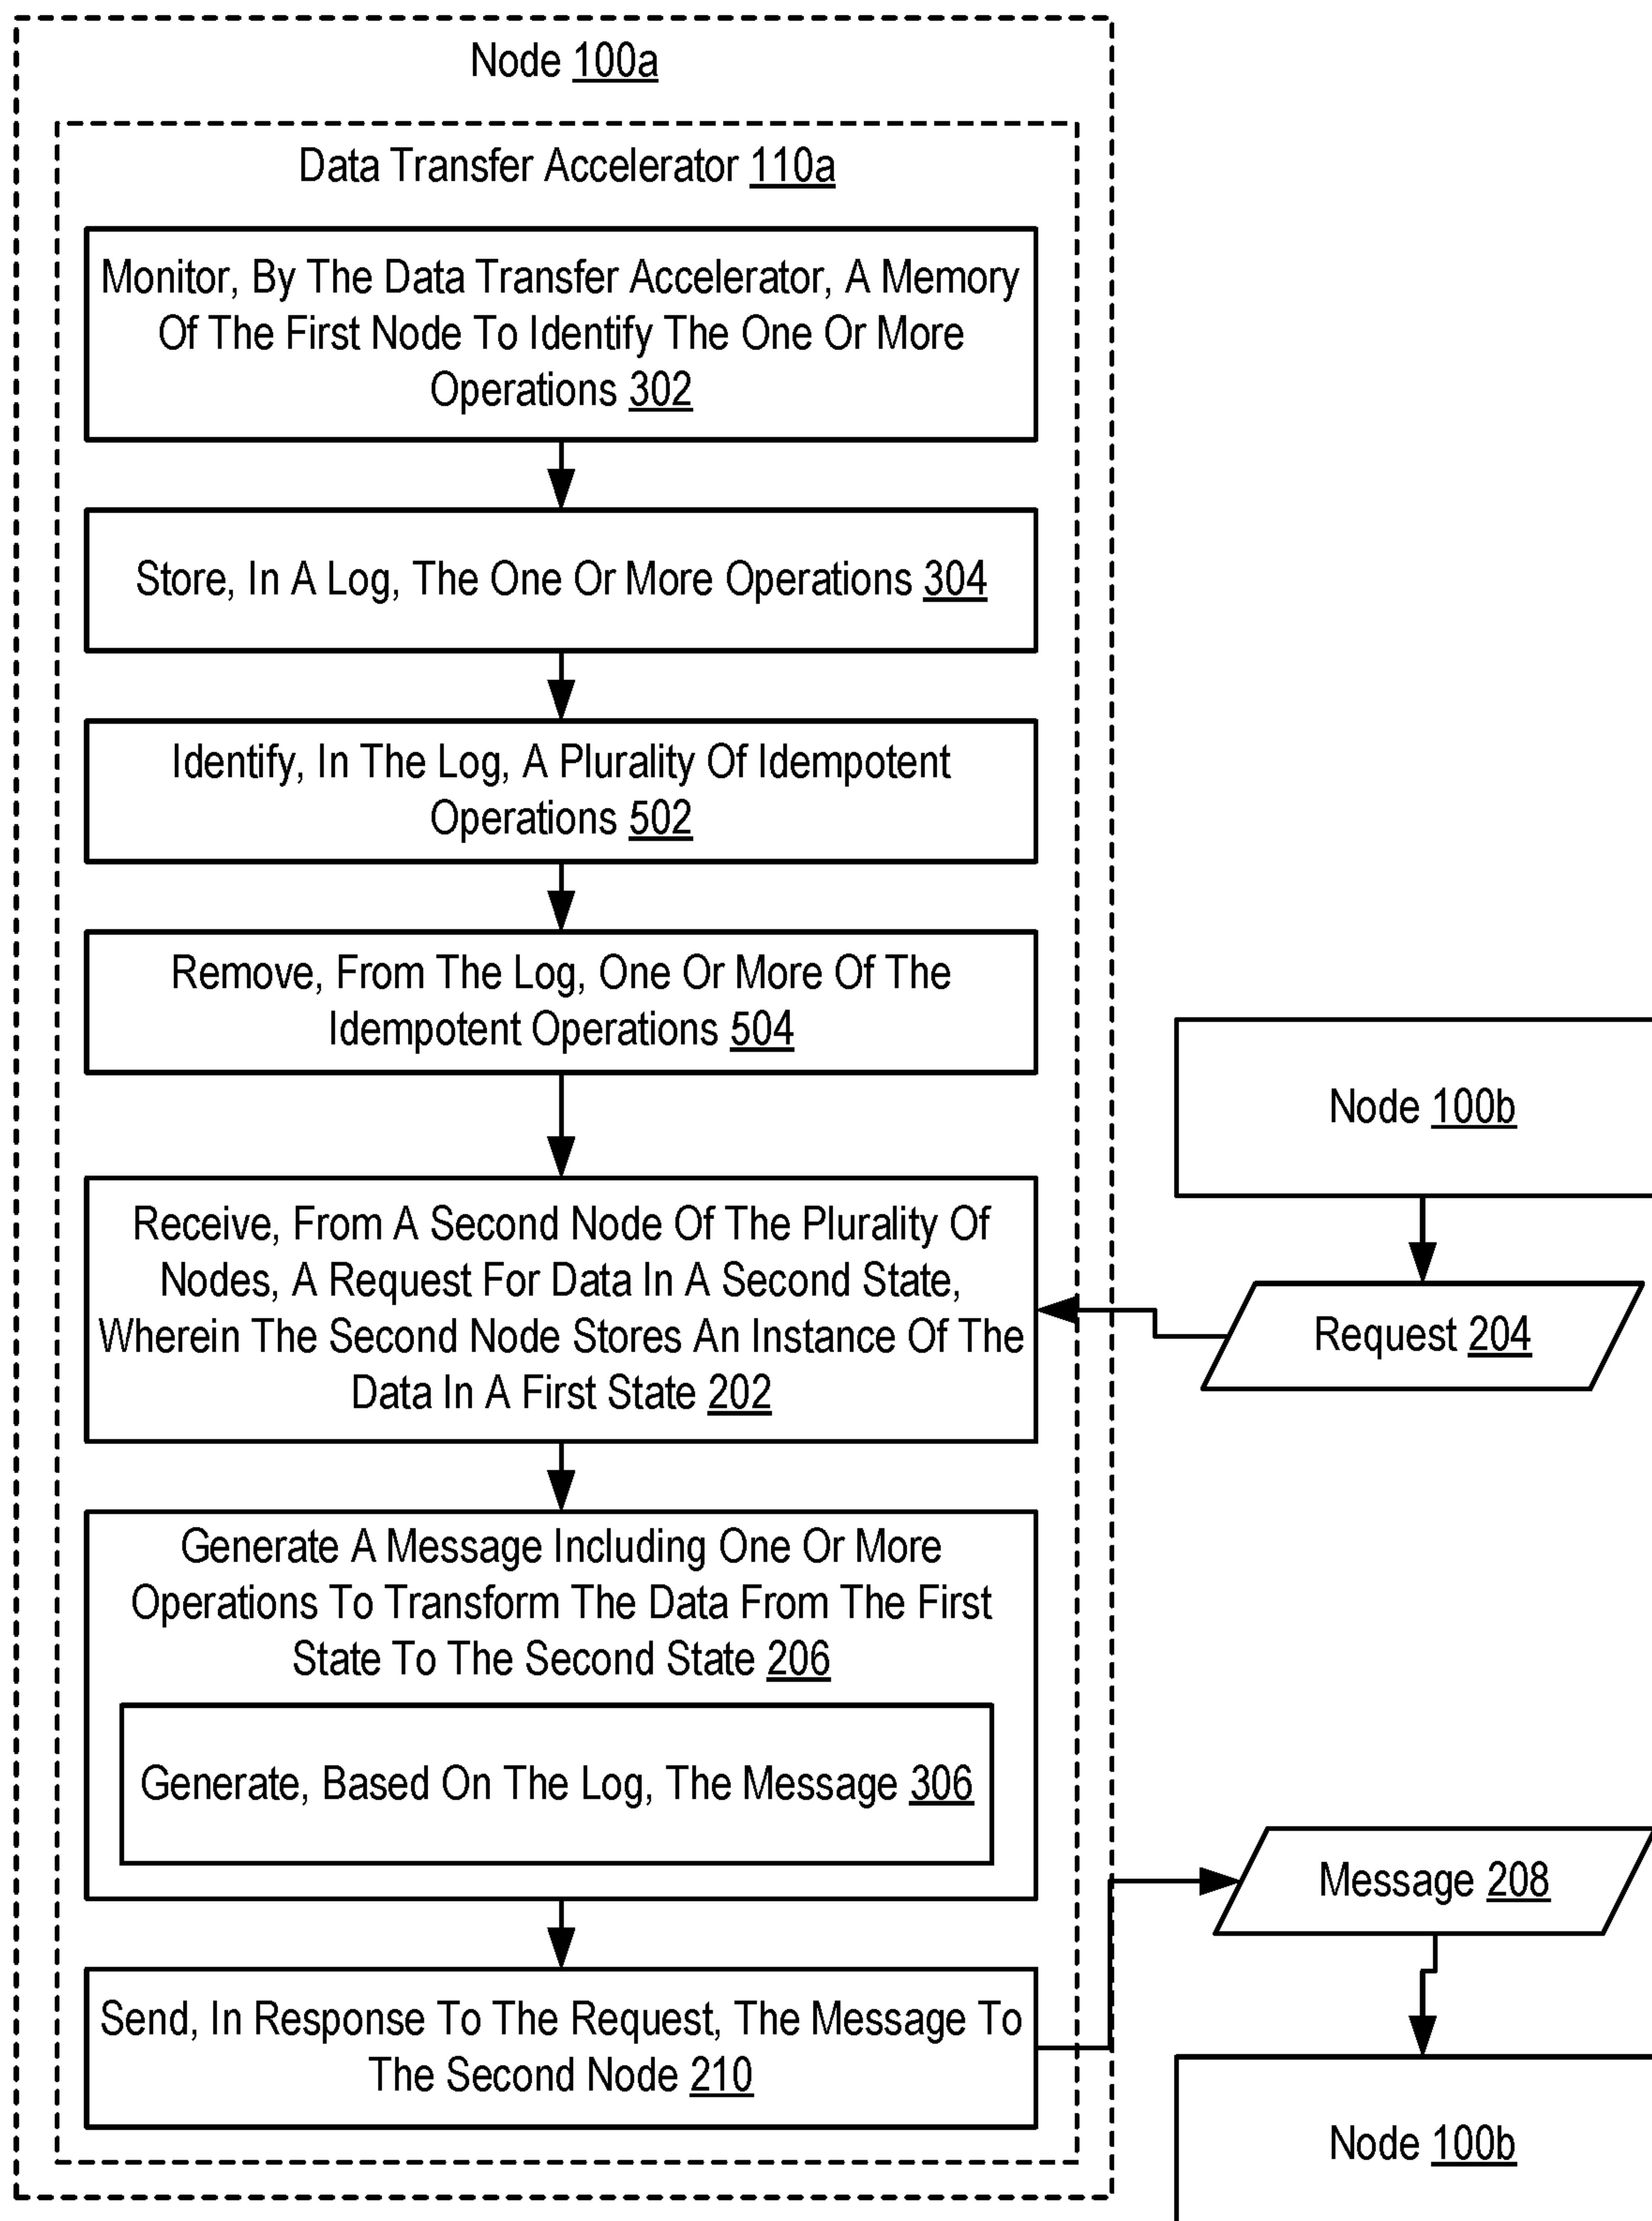 Node 100a
Data Transfer Accelerator 110a
Monitor, By The Data Transfer Accelerator, A Memory
Of The First Node To Identify The One Or More
Operations 302
Store, In A Log, The One Or More Operations 304
Identify, In The Log, A Plurality Of Idempotent
Operations 502
Remove, From The Log, One Or More Of The
Idempotent Operations 504
Node 100b
Receive, From A Second Node Of The Plurality Of
Nodes, A Request For Data In A Second State,
Wherein The Second Node Stores An Instance Of The
Data In A First State 202
Request 204
Generate A Message Including One Or More
Operations To Transform The Data From The First
State To The Second State 206
Generate, Based On The Log, The Message 306
Message 208
Send, In Response To The Request, The Message To
The Second Node 210
Node 100b